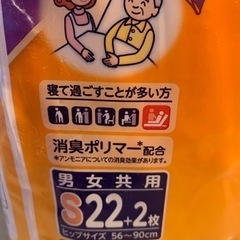 寝て過ごすことが多い方
消臭ポリマー*配合
*アンモニアについての消臭効果があります。
男女共用
S22+2枚
ヒップサイズ 56~90cm